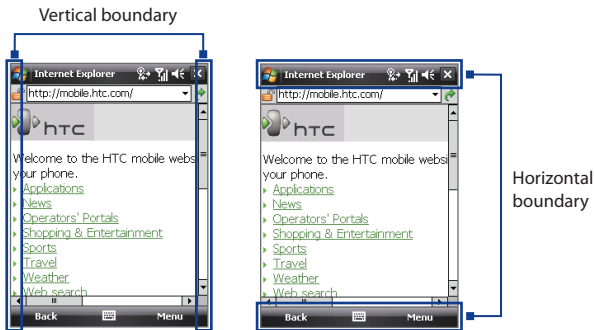 Vertical boundary
Internet Explorer
http://mobile.htc.com/
hTC
Welcome to the HTC mobile websi
your phone.
Applications
News
Operators' Portals
Shopping & Entertainment
Sports
Travel
Weather
Web search
Back Menu
Internet Explorer
http://mobile.htc.com/
hTC
Welcome to the HTC mobile websi
your phone.
Applications
News
Operators' Portals
Shopping & Entertainment
Sports
Travel
Weather
Web search
Back Menu
Horizontal
boundary